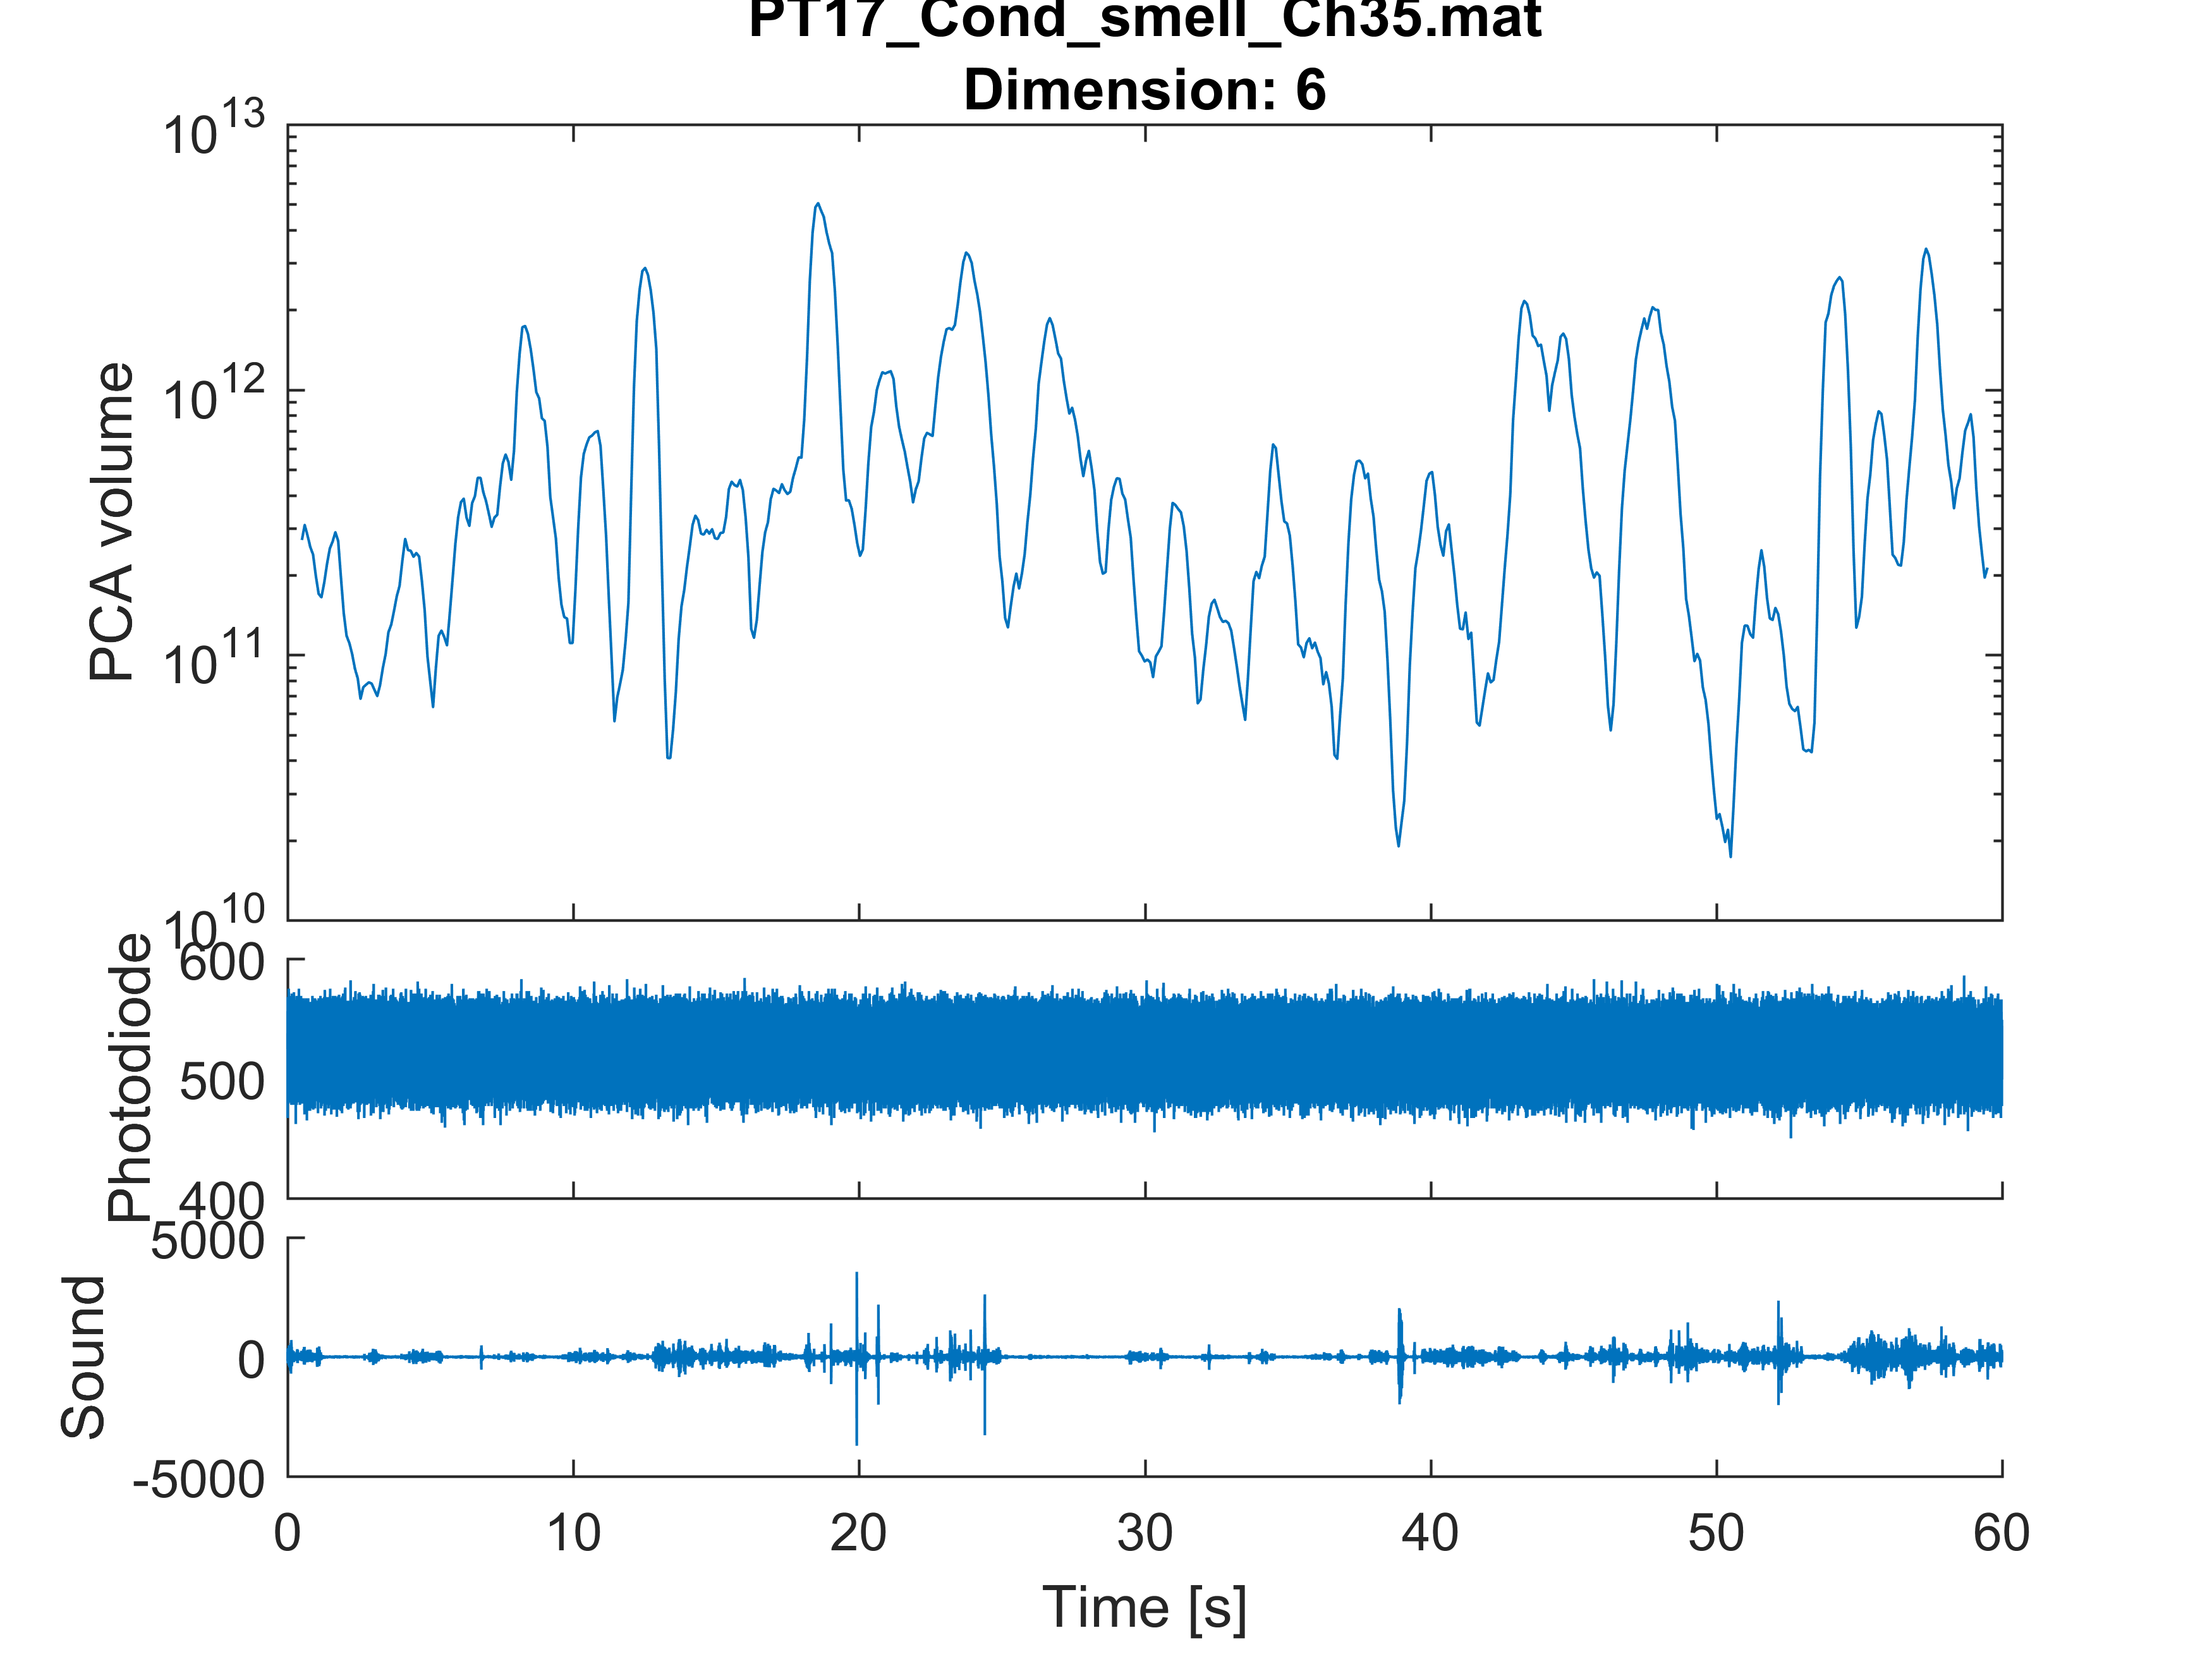 PT17_Cond_smell_Ch35.mat
Dimension: 6
PCA volume
10^13
10^12
10^11
10^10
Photodiode
600
500
400
Sound
5000
0
-5000
0 10 20 30 40 50 60
Time [s]